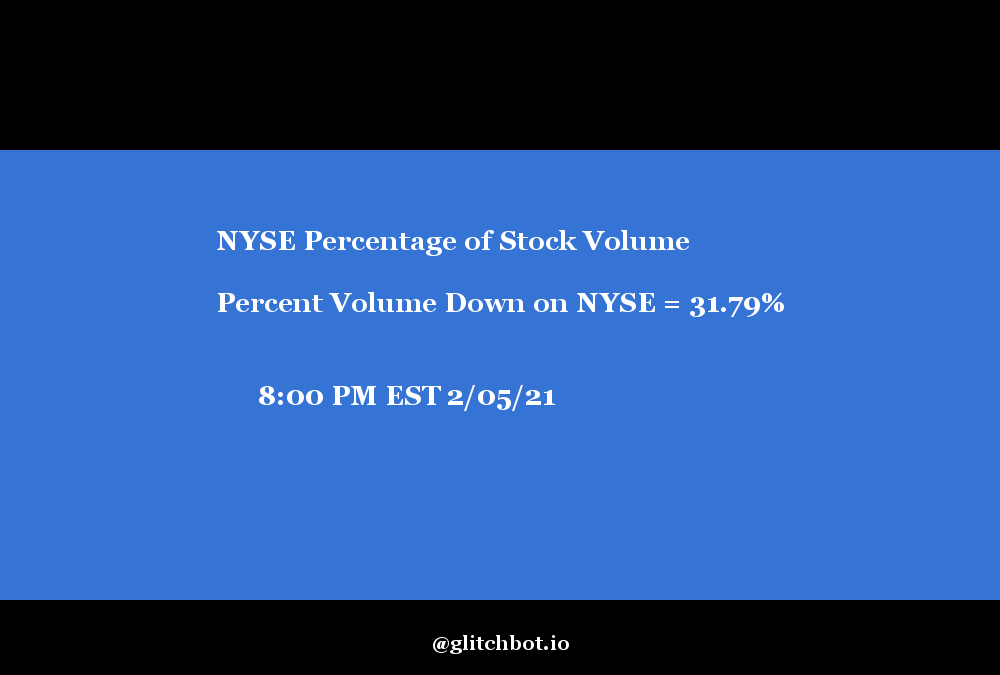 NYSE Percentage of Stock Volume
Percent Volume Down on NYSE = 31.79%
8:00 PM EST 2/05/21
@glitchbot.io